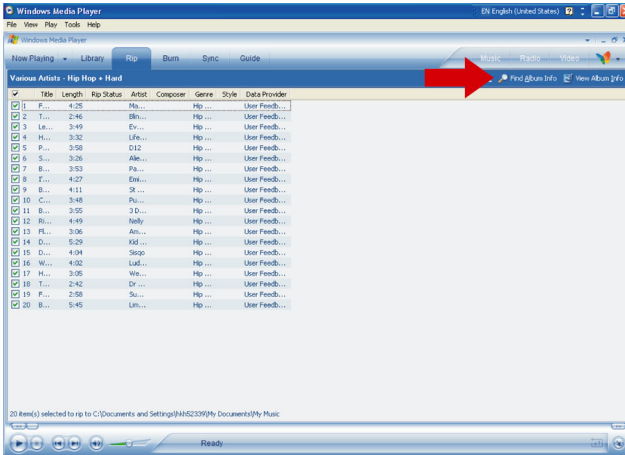 Windows Media Player EN English (United States)
File View Play Tools Help
Windows Media Player
Now Playing Library Rip Burn Sync Guide Music Radio Video
Various Artists - Hip Hop + Hard Find Album Info View Album Info
Title Length Rip Status Artist Composer Genre Style Data Provider
1 F... 4:25 Ma... Hip ... User Feedb...
2 T... 2:46 Blin... Hip ... User Feedb...
3 Le... 3:49 Ev... Hip ... User Feedb...
4 H... 3:32 Life... Hip ... User Feedb...
5 P... 3:58 D12 Hip ... User Feedb...
6 S... 3:26 Alie... Hip ... User Feedb...
7 B... 3:53 Pa... Hip ... User Feedb...
8 I'... 4:27 Emi... Hip ... User Feedb...
9 B... 4:11 St ... Hip ... User Feedb...
10 C... 3:48 Pu... Hip ... User Feedb...
11 B... 3:55 3 D... Hip ... User Feedb...
12 Ri... 4:49 Nelly Hip ... User Feedb...
13 Fl... 3:06 Am... Hip ... User Feedb...
14 D... 5:29 Kid ... Hip ... User Feedb...
15 D... 4:04 Sisqo Hip ... User Feedb...
16 W... 4:02 Lud... Hip ... User Feedb...
17 H... 3:05 We... Hip ... User Feedb...
18 T... 2:42 Dr ... Hip ... User Feedb...
19 F... 2:58 Su... Hip ... User Feedb...
20 B... 5:45 Lim... Hip ... User Feedb...
20 item(s) selected to rip to C:\Documents and Settings\hkh52339\My Documents\My Music
Ready